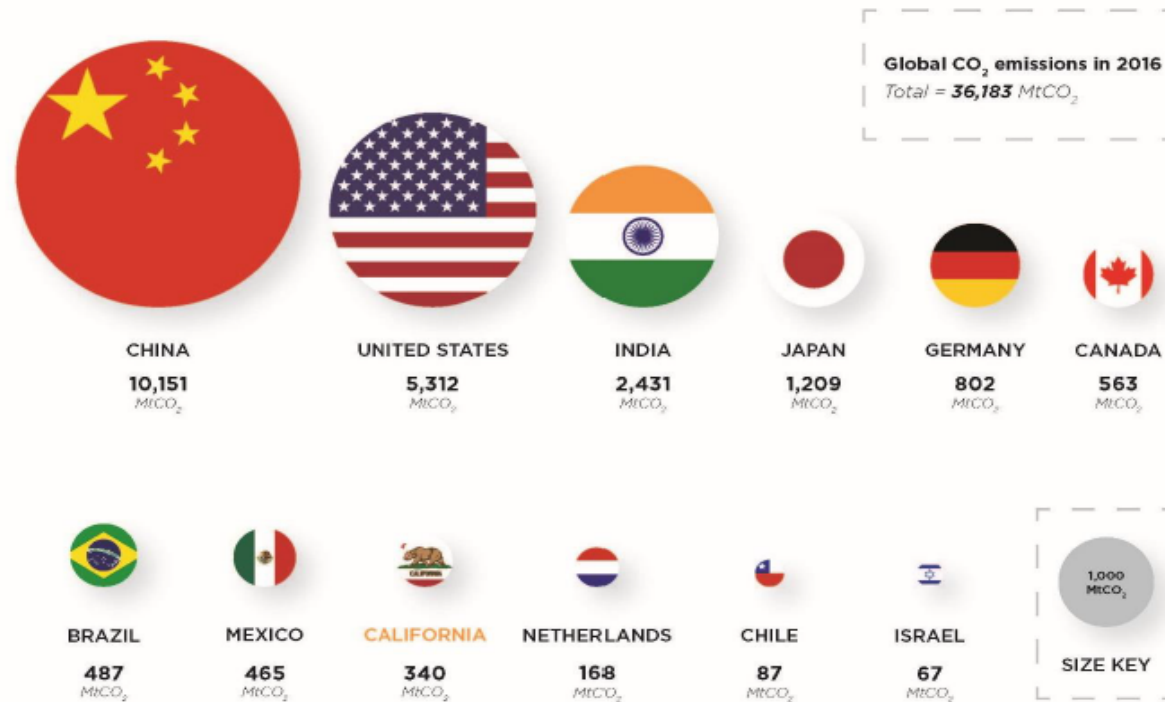 Global CO₂ emissions in 2016
Total = 36,183 MtCO₂
CHINA
10,151
MtCO₂
UNITED STATES
5,312
MtCO₂
INDIA
2,431
MtCO₂
JAPAN
1,209
MtCO₂
GERMANY
802
MtCO₂
CANADA
563
MtCO₂
BRAZIL
487
MtCO₂
MEXICO
465
MtCO₂
CALIFORNIA
340
MtCO₂
NETHERLANDS
168
MtCO₂
CHILE
87
MtCO₂
ISRAEL
67
MtCO₂
1,000
MtCO₂
SIZE KEY